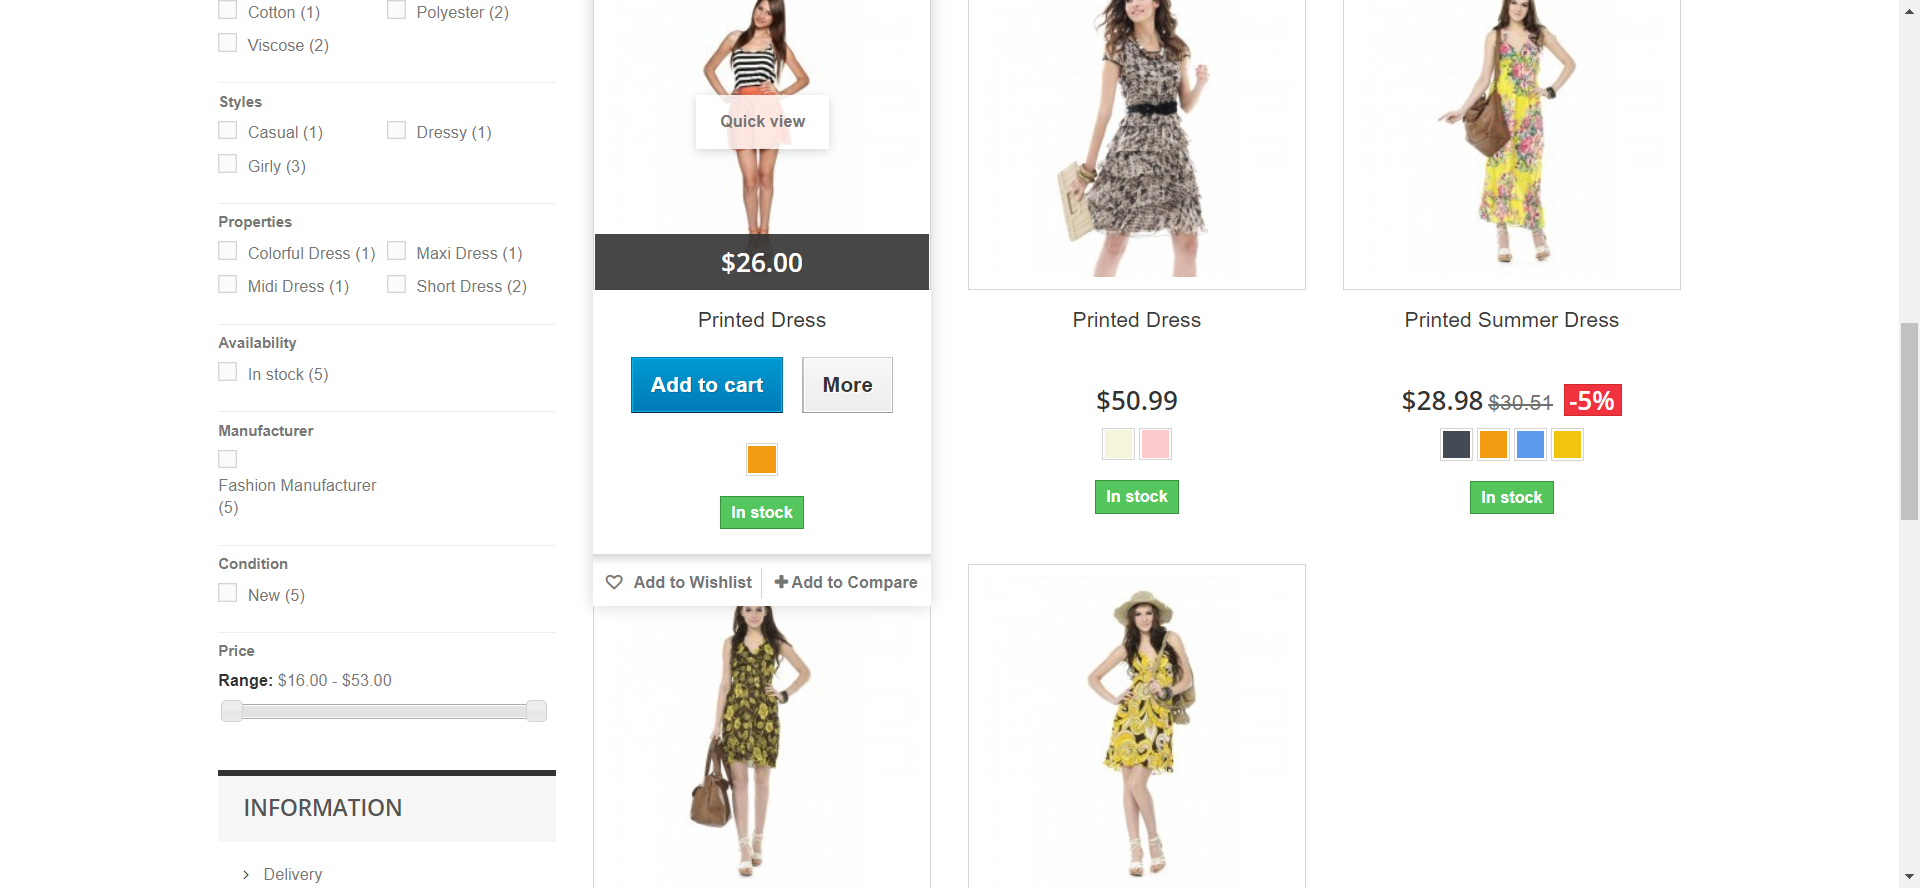 Cotton (1)
Polyester (2)
Viscose (2)
Styles
Casual (1)
Dressy (1)
Girly (3)
Properties
Colorful Dress (1)
Maxi Dress (1)
Midi Dress (1)
Short Dress (2)
Availability
In stock (5)
Manufacturer
Fashion Manufacturer
(5)
Condition
New (5)
Price
Range: $16.00 - $53.00
INFORMATION
Delivery
Quick view
$26.00
Printed Dress
Add to cart
More
In stock
Add to Wishlist
Add to Compare
Printed Dress
$50.99
In stock
Printed Summer Dress
$28.98 $30.51 -5%
In stock